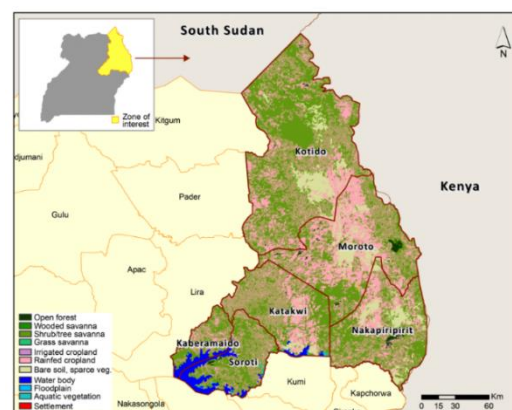 South Sudan
N
Zone of
interest
Kitgum
djumani
Kotido
Kenya
Pader
Gulu
Moroto
Apac
Lira
Katakwi
Nakapiripirit
Kaberamaido
Soroti
Kumi
Kapchorwa
Nakasongola
Open forest
Wooded savanna
Shrub/tree savanna
Grass savanna
Irrigated cropland
Rainfed cropland
Bare soil, sparse veg.
Water body
Floodplain
Aquatic vegetation
Settlement
Km
0 30 60